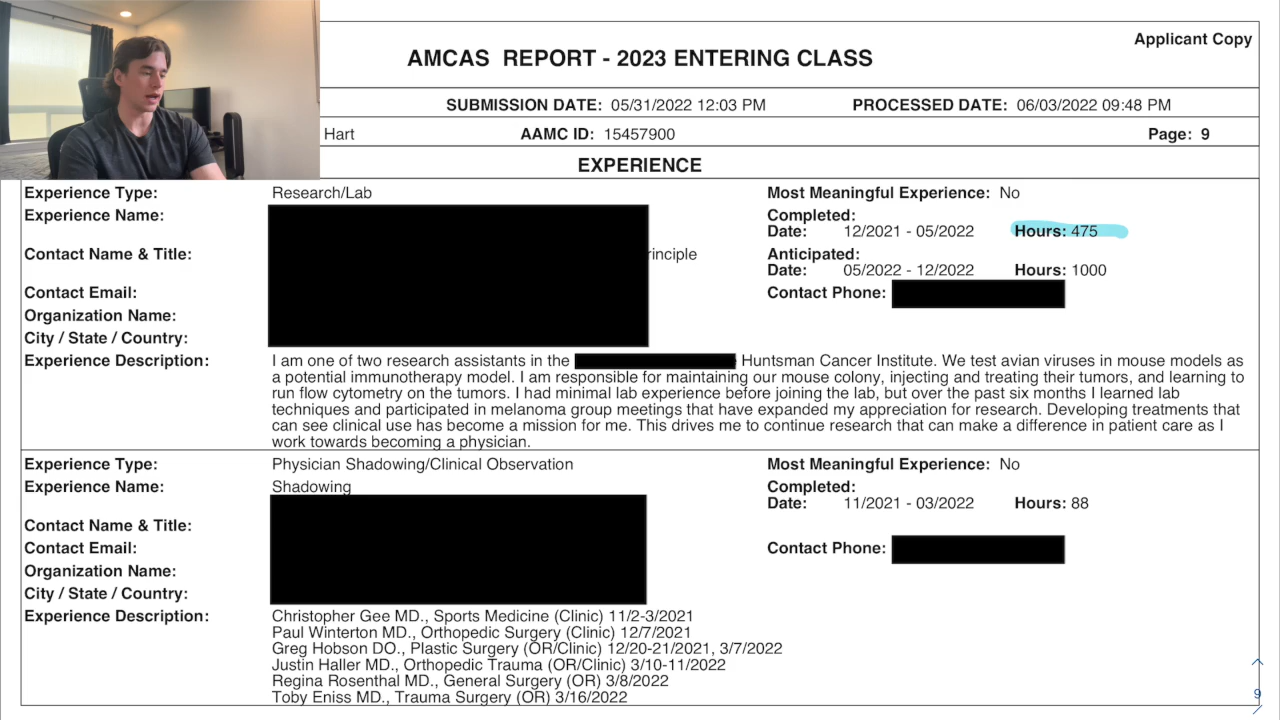 Applicant Copy
AMCAS REPORT - 2023 ENTERING CLASS
SUBMISSION DATE: 05/31/2022 12:03 PM PROCESSED DATE: 06/03/2022 09:48 PM
Hart AAMC ID: 15457900 Page: 9
EXPERIENCE
Experience Type: Research/Lab Most Meaningful Experience: No
Experience Name: Completed:
Date: 12/2021 - 05/2022 Hours: 475
Contact Name & Title: rinciple Anticipated:
Date: 05/2022 - 12/2022 Hours: 1000
Contact Email: Contact Phone:
Organization Name:
City / State / Country:
Experience Description: I am one of two research assistants in the Huntsman Cancer Institute. We test avian viruses in mouse models as
a potential immunotherapy model. I am responsible for maintaining our mouse colony, injecting and treating their tumors, and learning to
run flow cytometry on the tumors. I had minimal lab experience before joining the lab, but over the past six months I learned lab
techniques and participated in melanoma group meetings that have expanded my appreciation for research. Developing treatments that
can see clinical use has become a mission for me. This drives me to continue research that can make a difference in patient care as I
work towards becoming a physician.
Experience Type: Physician Shadowing/Clinical Observation Most Meaningful Experience: No
Experience Name: Shadowing Completed:
Date: 11/2021 - 03/2022 Hours: 88
Contact Name & Title:
Contact Email: Contact Phone:
Organization Name:
City / State / Country:
Experience Description: Christopher Gee MD., Sports Medicine (Clinic) 11/2-3/2021
Paul Winterton MD., Orthopedic Surgery (Clinic) 12/7/2021
Greg Hobson DO., Plastic Surgery (OR/Clinic) 12/20-21/2021, 3/7/2022
Justin Haller MD., Orthopedic Trauma (OR/Clinic) 3/10-11/2022
Regina Rosenthal MD., General Surgery (OR) 3/8/2022
Toby Eniss MD., Trauma Surgery (OR) 3/16/2022
9